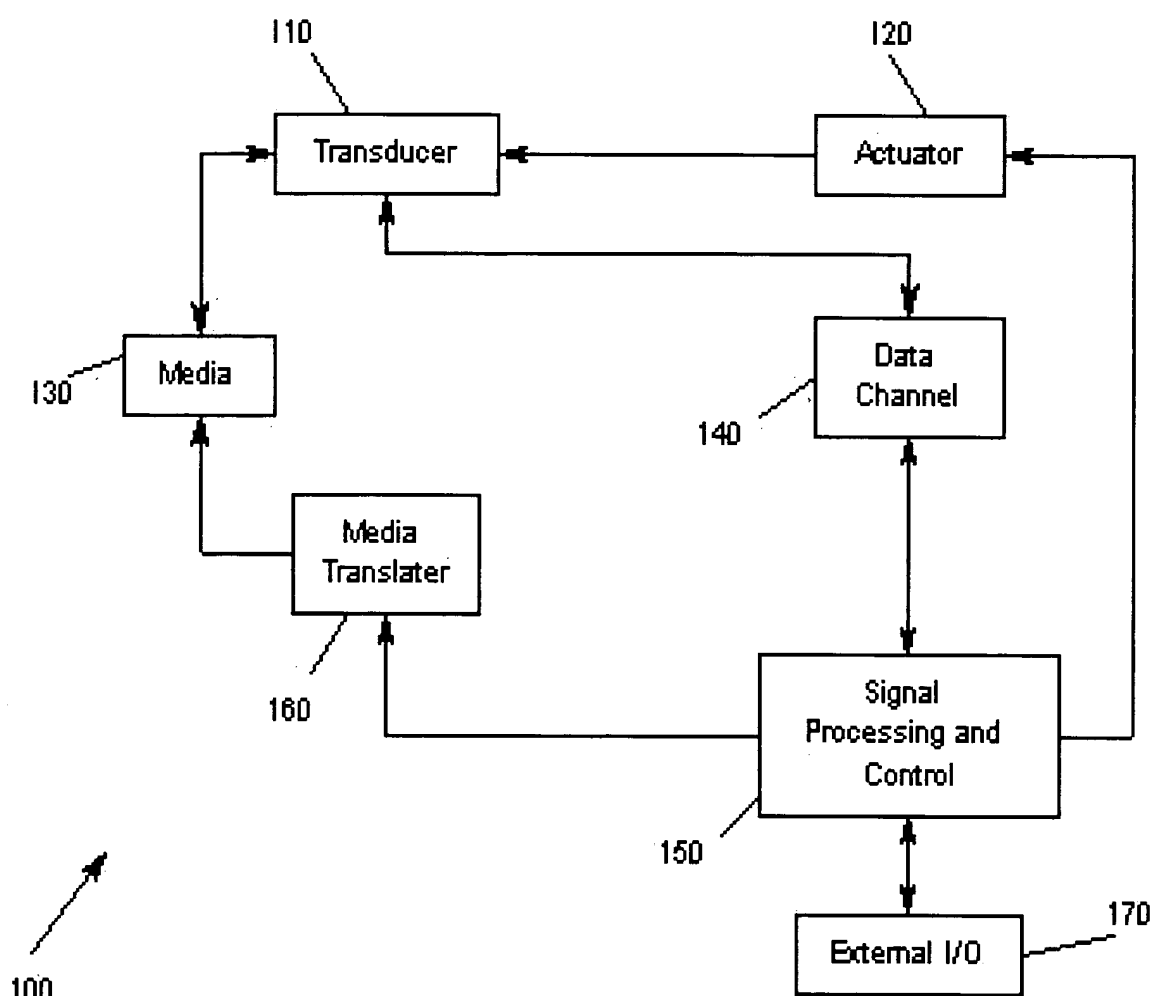 110
120
Transducer
Actuator
130
Media
Data
Channel
140
Media
Translater
160
Signal
Processing and
Control
150
170
External I/O
100